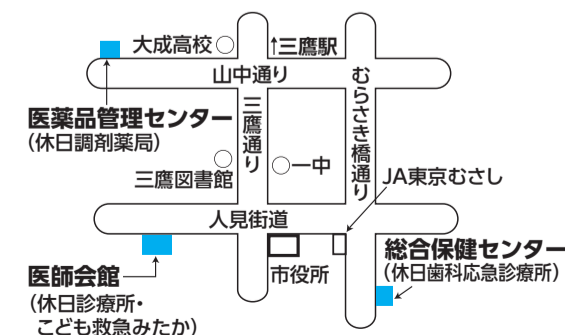 大成高校
↑三鷹駅
山中通り
医薬品管理センター
(休日調剤薬局)
三鷹通り
むらさき橋通り
三鷹図書館
一中
JA東京むさし
人見街道
医師会館
(休日診療所・
こども救急みたか)
市役所
総合保健センター
(休日歯科応急診療所)